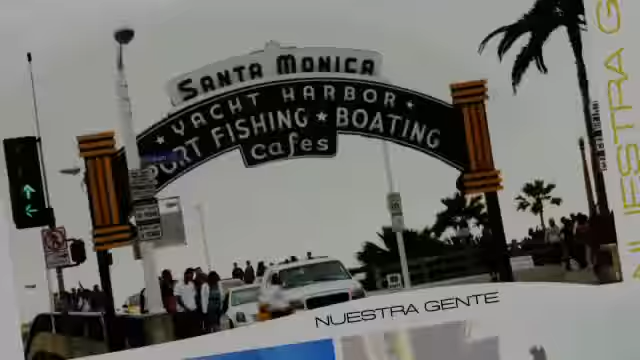 SANTA MONICA
★ YACHT HARBOR ★
SPORT FISHING ★ BOATING
Cafes
NUESTRA GENTE
NUESTRA G